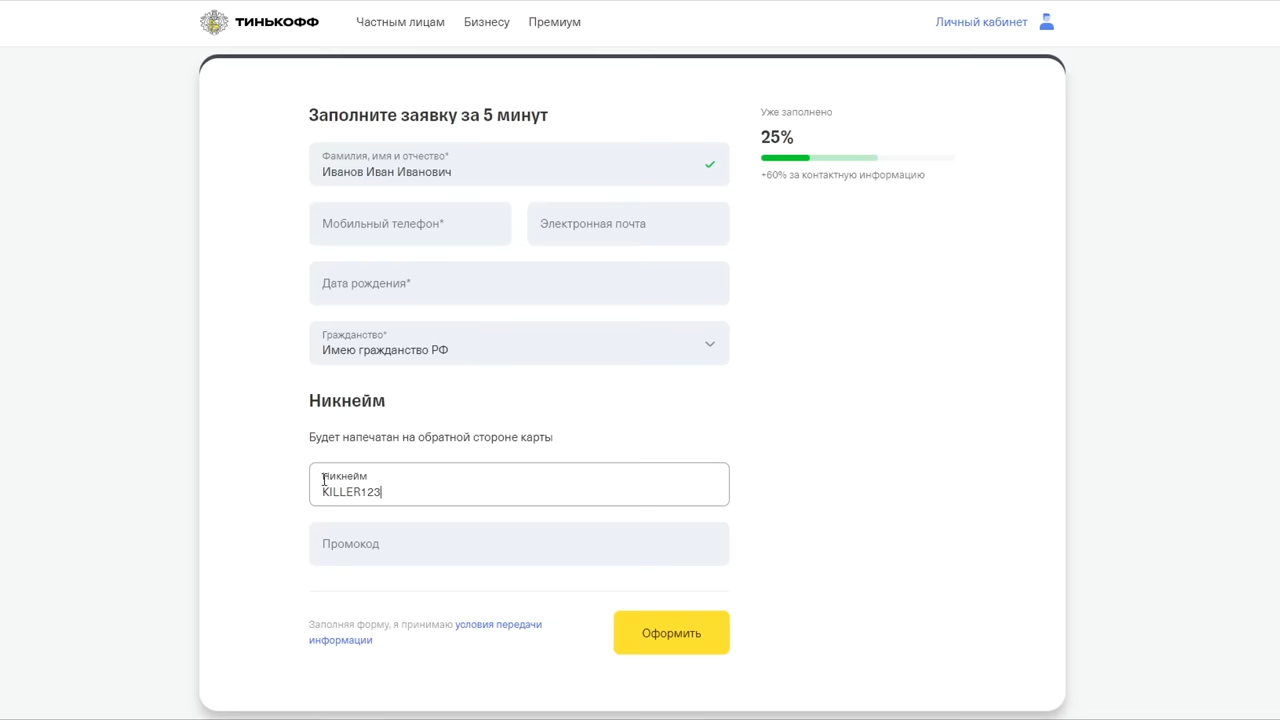 ТИНЬКОФФ
Частным лицам
Бизнесу
Премиум
Личный кабинет
Заполните заявку за 5 минут
Фамилия, имя и отчество*
Иванов Иван Иванович
Мобильный телефон*
Электронная почта
Дата рождения*
Гражданство*
Имею гражданство РФ
Никнейм
Будет напечатан на обратной стороне карты
Никнейм
KILLER123
Промокод
Заполняя форму, я принимаю условия передачи
информации
Оформить
Уже заполнено
25%
+60% за контактную информацию